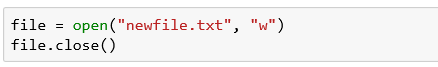 file = open("newfile.txt", "w")
file.close()